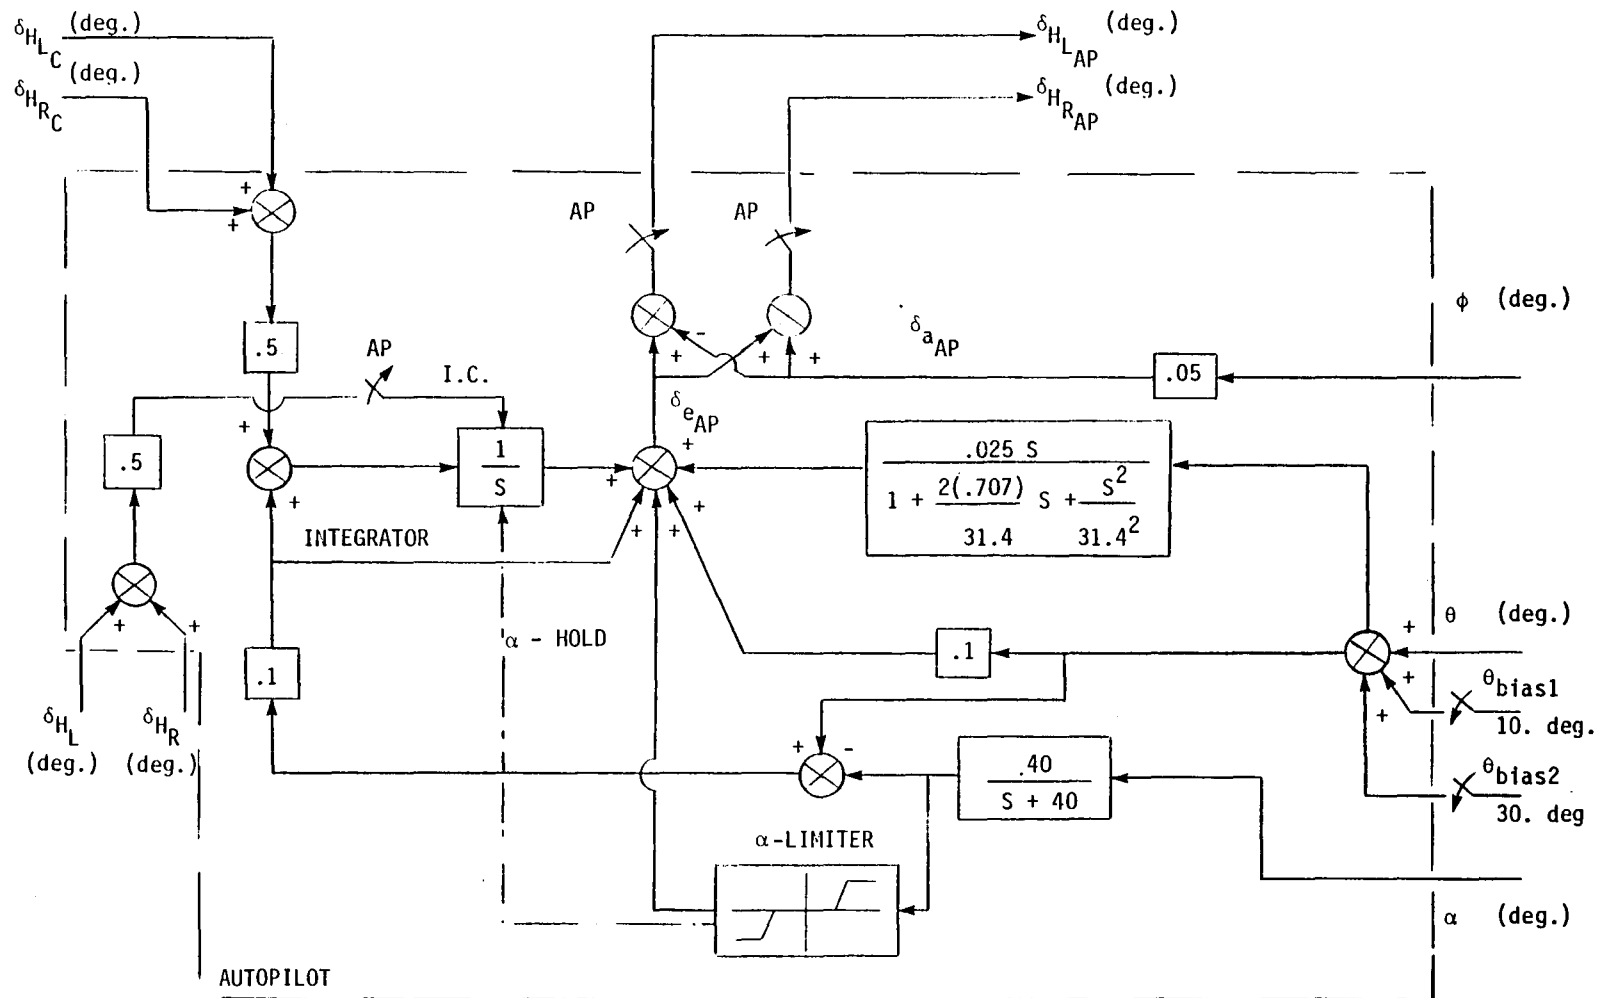 δHLC (deg.)
δHRC (deg.)
δHLAP (deg.)
δHRAP (deg.)
+
+
AP
AP
φ (deg.)
.5
AP
I.C.
-
+
+
+
δaAP
.05
δeAP
.5
+
+
1
S
+
+
+
+
+
.025 S
1 + 2(.707) S + S2
31.4 31.42
INTEGRATOR
θ (deg.)
+
+
+
+
+
θbias1
10. deg.
α - HOLD
.1
.1
δHL
(deg.)
δHR
(deg.)
+
-
.40
S + 40
θbias2
30. deg
α-LIMITER
α (deg.)
AUTOPILOT